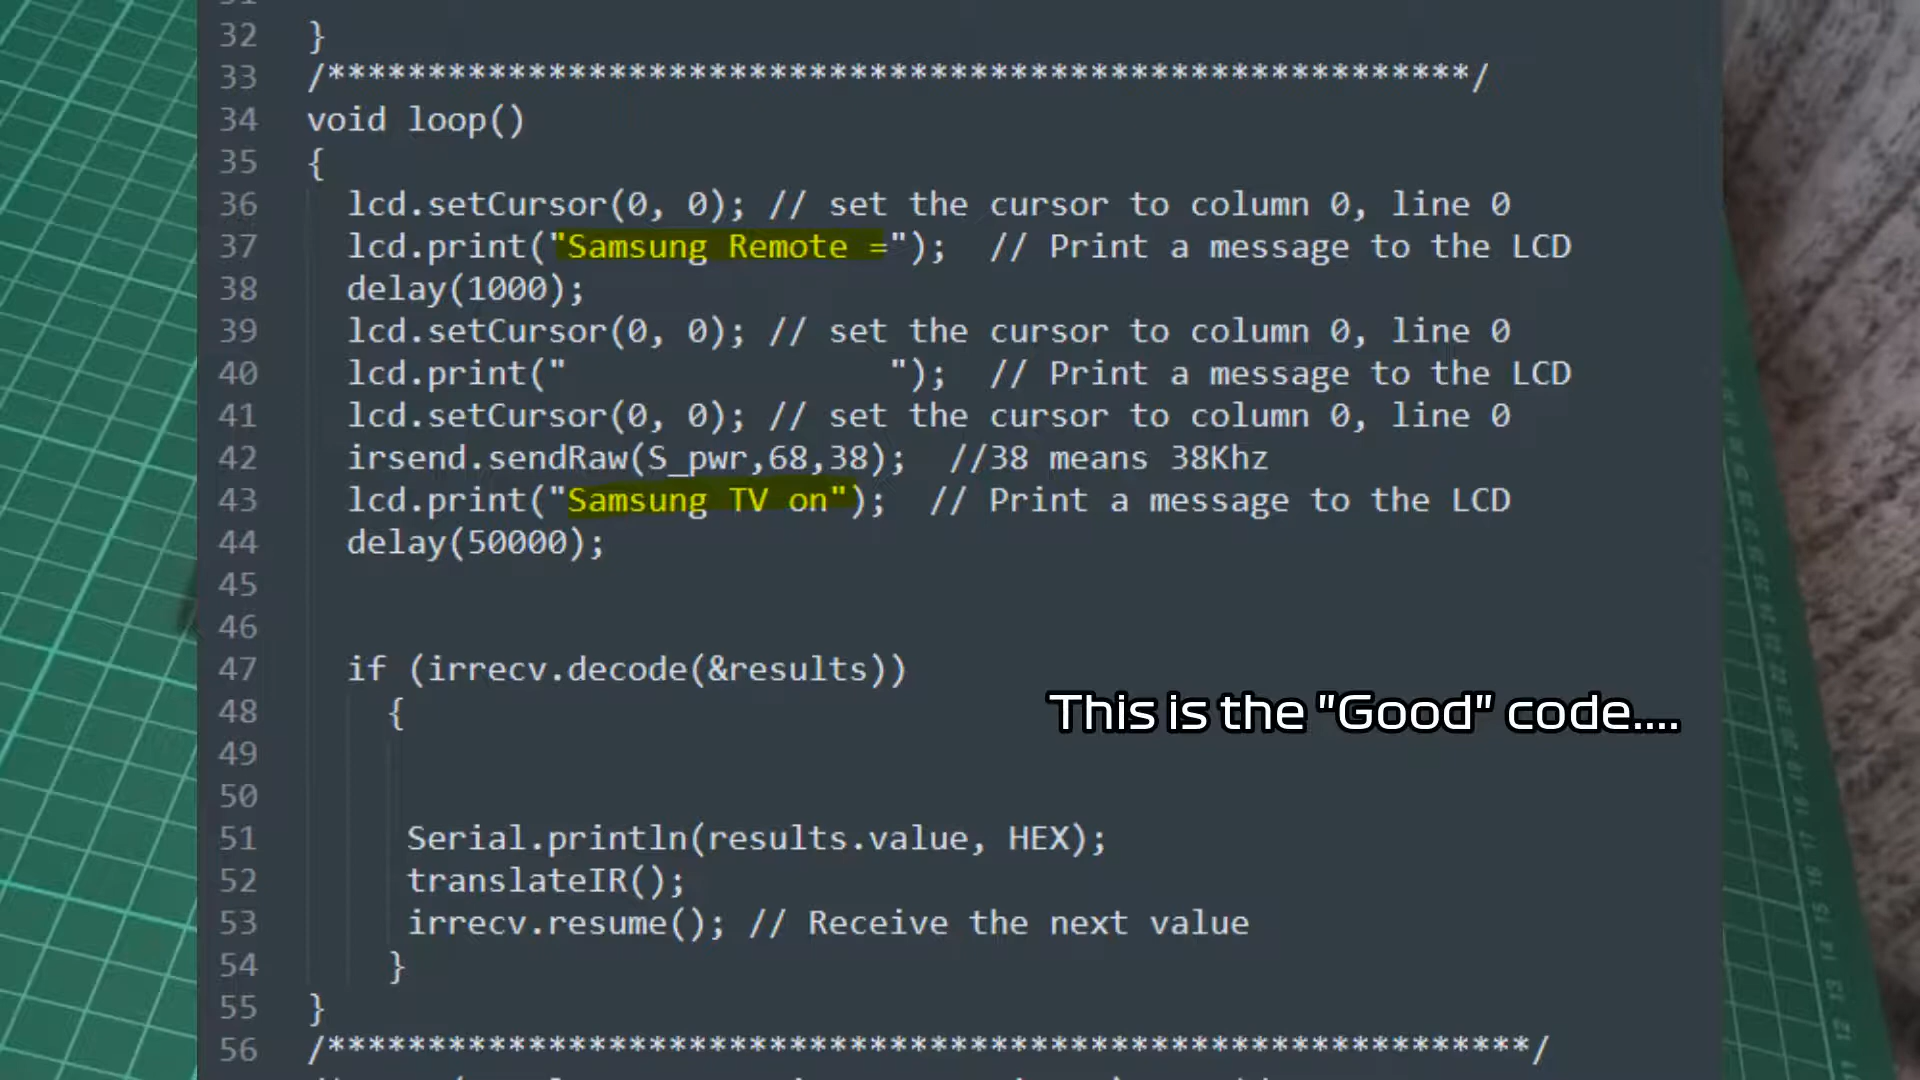 32 }
33 /*********************************************************/
34 void loop()
35 {
36 lcd.setCursor(0, 0); // set the cursor to column 0, line 0
37 lcd.print("Samsung Remote ="); // Print a message to the LCD
38 delay(1000);
39 lcd.setCursor(0, 0); // set the cursor to column 0, line 0
40 lcd.print("                "); // Print a message to the LCD
41 lcd.setCursor(0, 0); // set the cursor to column 0, line 0
42 irsend.sendRaw(S_pwr,68,38); //38 means 38Khz
43 lcd.print("Samsung TV on"); // Print a message to the LCD
44 delay(50000);
45
46
47 if (irrecv.decode(&results))
48 {
This is the "Good" code....
49
50
51 Serial.println(results.value, HEX);
52 translateIR();
53 irrecv.resume(); // Receive the next value
54 }
55 }
56 /************************************************************/